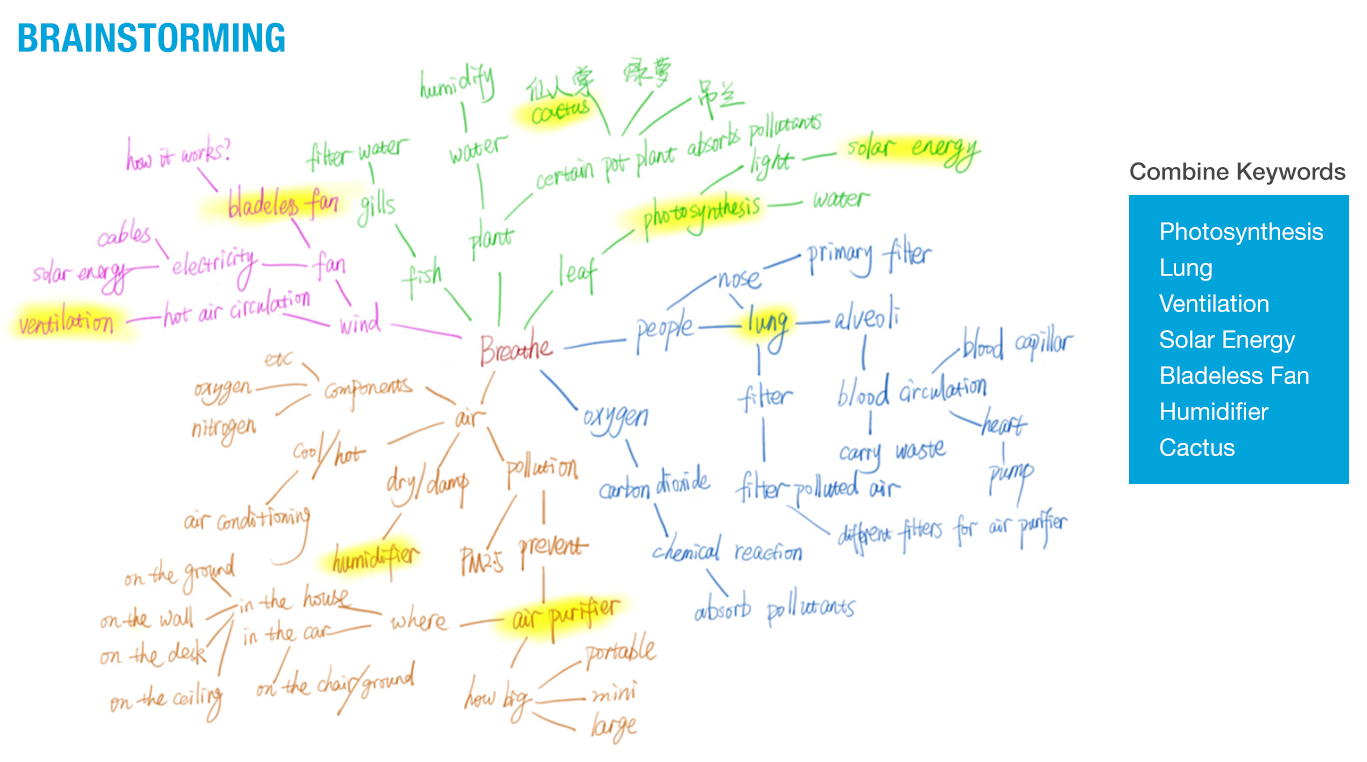 BRAINSTORMING
humidify
仙人掌
cactus
绿萝
吊兰
water
certain pot plant absorbs pollutants
plant
how it works?
bladeless fan
cables
solar energy
electricity
fan
ventilation
hot air circulation
wind
filter water
gills
fish
light
solar energy
photosynthesis
water
leaf
Breathe
people
nose
primary filter
lung
alveoli
filter
blood circulation
blood capillar
heart
pump
carry waste
filter polluted air
different filters for air purifier
oxygen
carbon dioxide
chemical reaction
absorb pollutants
air
components
etc
oxygen
nitrogen
cool/hot
air conditioning
dry/damp
humidifier
pollution
PM2.5
prevent
air purifier
where
in the house
on the ground
on the wall
on the desk
on the ceiling
in the car
on the chair/ground
how big
portable
mini
large
Combine Keywords
Photosynthesis
Lung
Ventilation
Solar Energy
Bladeless Fan
Humidifier
Cactus